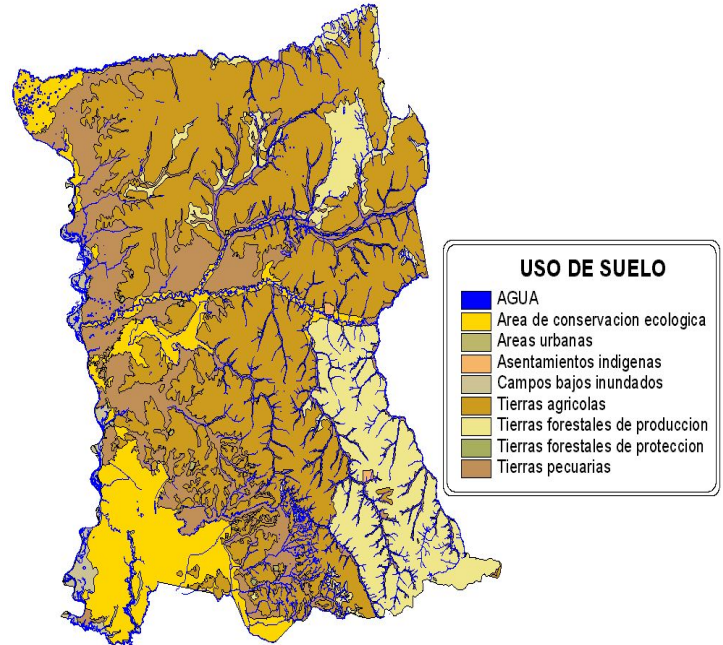 USO DE SUELO
AGUA
Area de conservacion ecologica
Areas urbanas
Asentamientos indigenas
Campos bajos inundados
Tierras agricolas
Tierras forestales de produccion
Tierras forestales de proteccion
Tierras pecuarias